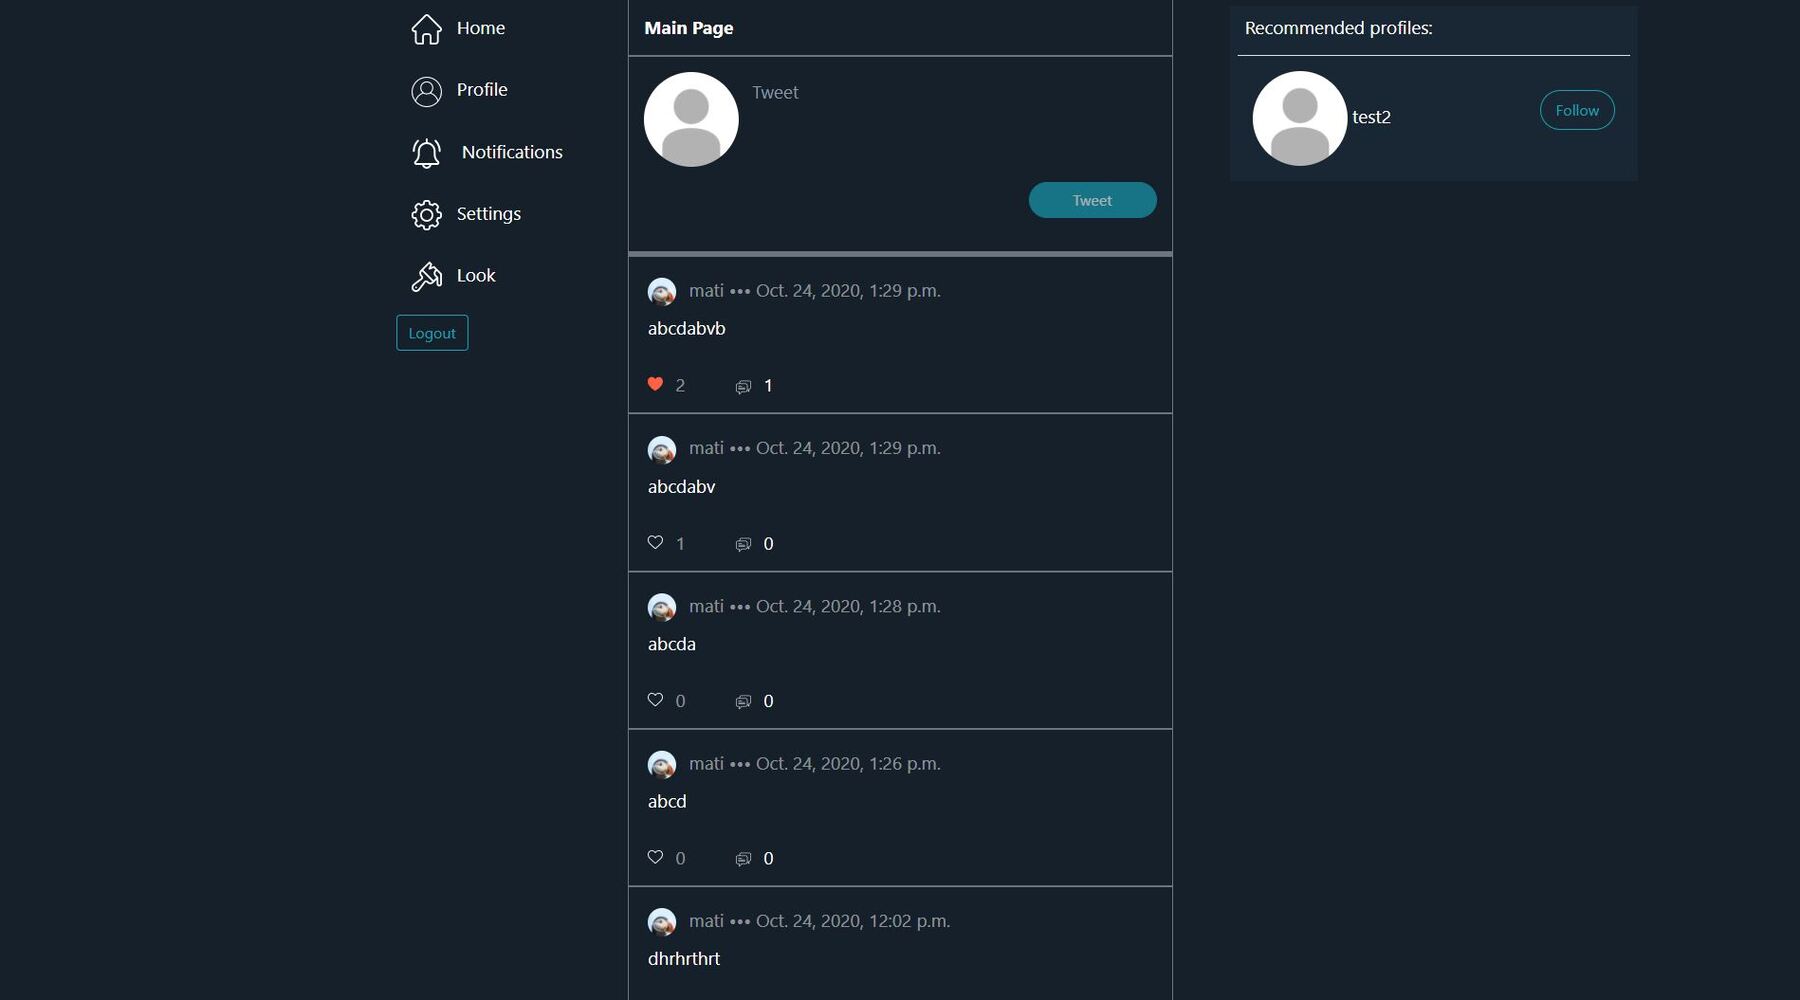 Home
Profile
Notifications
Settings
Look
Logout
Main Page
Tweet
Tweet
mati ••• Oct. 24, 2020, 1:29 p.m.
abcdabvb
2 1
mati ••• Oct. 24, 2020, 1:29 p.m.
abcdabv
1 0
mati ••• Oct. 24, 2020, 1:28 p.m.
abcda
0 0
mati ••• Oct. 24, 2020, 1:26 p.m.
abcd
0 0
mati ••• Oct. 24, 2020, 12:02 p.m.
dhrhrthrt
Recommended profiles:
test2 Follow